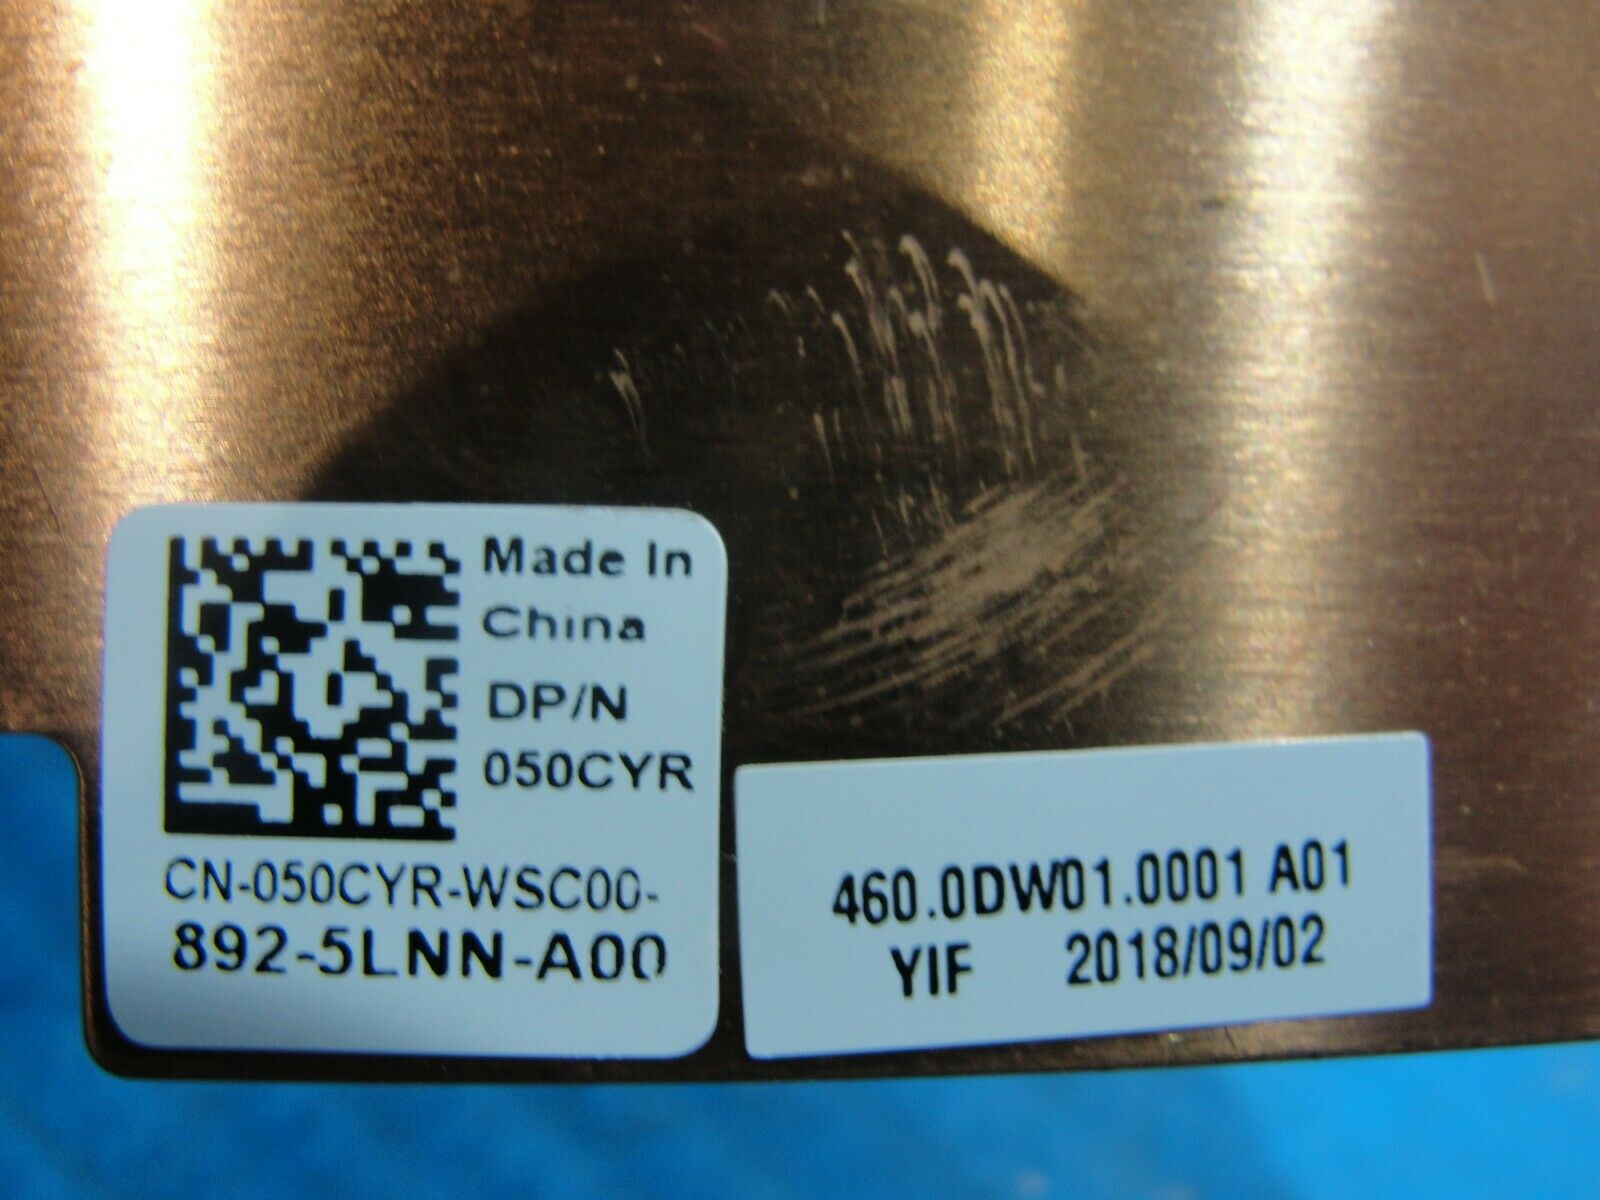 Made In
China
DP/N
050CYR
CN-050CYR-WSC00-
892-5LNN-A00
460.0DW01.0001 A01
YIF 2018/09/02